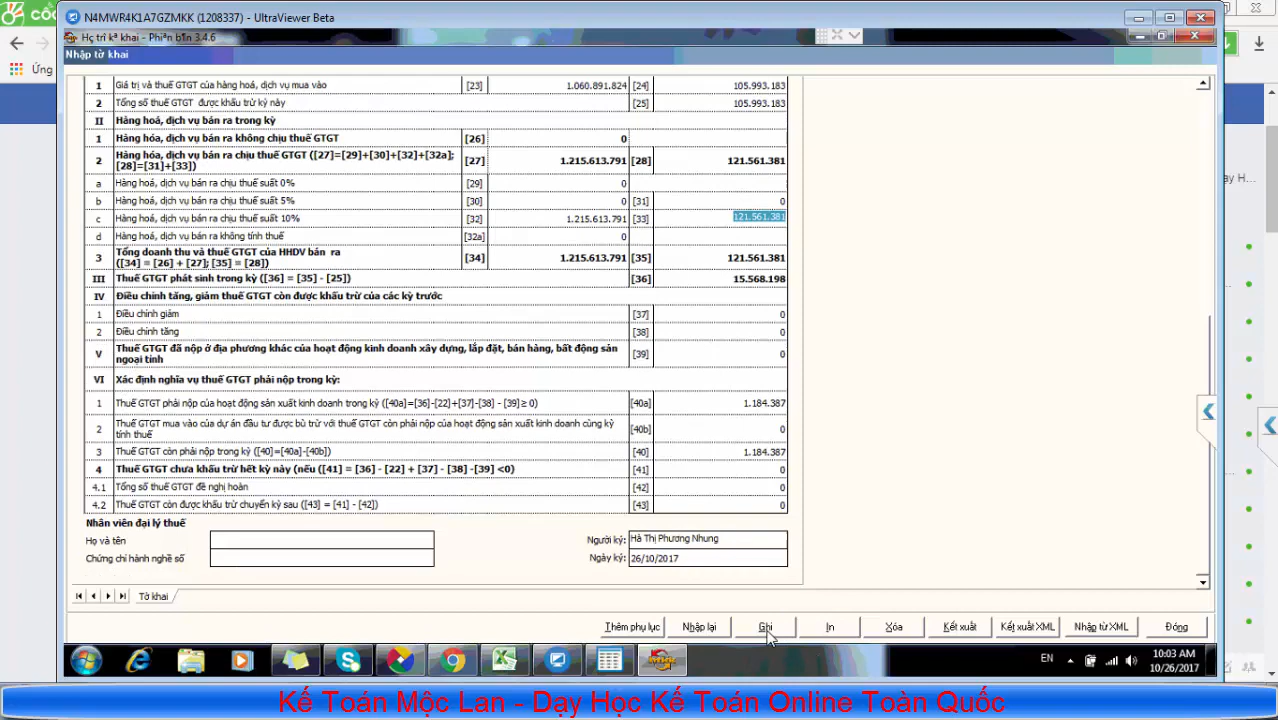 CỐC
N4MWR4K1A7GZMKK (1208337) - UltraViewer Beta
Hç trî kª khai - Phiªn b¶n 3.4.6
Nhập tờ khai
Ứng
1 Giá trị và thuế GTGT của hàng hoá, dịch vụ mua vào [23] 1.060.891.824 [24] 105.993.183
2 Tổng số thuế GTGT được khấu trừ kỳ này [25] 105.993.183
II Hàng hoá, dịch vụ bán ra trong kỳ
1 Hàng hóa, dịch vụ bán ra không chịu thuế GTGT [26] 0
2 Hàng hóa, dịch vụ bán ra chịu thuế GTGT ([27]=[29]+[30]+[32]+[32a]; [27] 1.215.613.791 [28] 121.561.381
[28]=[31]+[33])
a Hàng hoá, dịch vụ bán ra chịu thuế suất 0% [29] 0
b Hàng hoá, dịch vụ bán ra chịu thuế suất 5% [30] 0 [31] 0
c Hàng hoá, dịch vụ bán ra chịu thuế suất 10% [32] 1.215.613.791 [33] 121.561.381
d Hàng hoá, dịch vụ bán ra không tính thuế [32a] 0
3 Tổng doanh thu và thuế GTGT của HHDV bán ra [34] 1.215.613.791 [35] 121.561.381
([34] = [26] + [27]; [35] = [28])
III Thuế GTGT phát sinh trong kỳ ([36] = [35] - [25]) [36] 15.568.198
IV Điều chỉnh tăng, giảm thuế GTGT còn được khấu trừ của các kỳ trước
1 Điều chỉnh giảm [37] 0
2 Điều chỉnh tăng [38] 0
V Thuế GTGT đã nộp ở địa phương khác của hoạt động kinh doanh xây dựng, lắp đặt, bán hàng, bất động sản [39] 0
ngoại tỉnh
VI Xác định nghĩa vụ thuế GTGT phải nộp trong kỳ:
1 Thuế GTGT phải nộp của hoạt động sản xuất kinh doanh trong kỳ ([40a]=[36]-[22]+[37]-[38] - [39]≥ 0) [40a] 1.184.387
2 Thuế GTGT mua vào của dự án đầu tư được bù trừ với thuế GTGT còn phải nộp của hoạt động sản xuất kinh doanh cùng kỳ [40b] 0
tính thuế
3 Thuế GTGT còn phải nộp trong kỳ ([40]=[40a]-[40b]) [40] 1.184.387
4 Thuế GTGT chưa khấu trừ hết kỳ này (nếu ([41] = [36] - [22] + [37] - [38] -[39] <0) [41] 0
4.1 Tổng số thuế GTGT đề nghị hoàn [42] 0
4.2 Thuế GTGT còn được khấu trừ chuyển kỳ sau ([43] = [41] - [42]) [43] 0
Nhân viên đại lý thuế
Họ và tên Người ký: Hà Thị Phương Nhung
Chứng chỉ hành nghề số Ngày ký: 26/10/2017
Tờ khai
Thêm phụ lục Nhập lại Ghi In Xóa Kết xuất Kết xuất XML Nhập từ XML Đóng
EN 10:03 AM
10/26/2017
Kế Toán Mộc Lan - Dạy Học Kế Toán Online Toàn Quốc